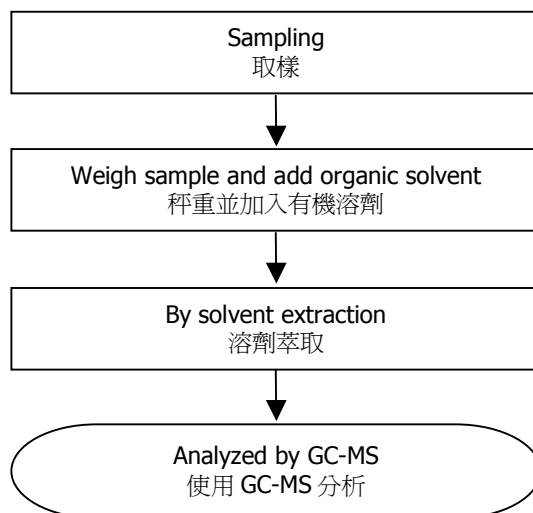 Sampling
取樣
Weigh sample and add organic solvent
秤重並加入有機溶劑
By solvent extraction
溶劑萃取
Analyzed by GC-MS
使用 GC-MS 分析